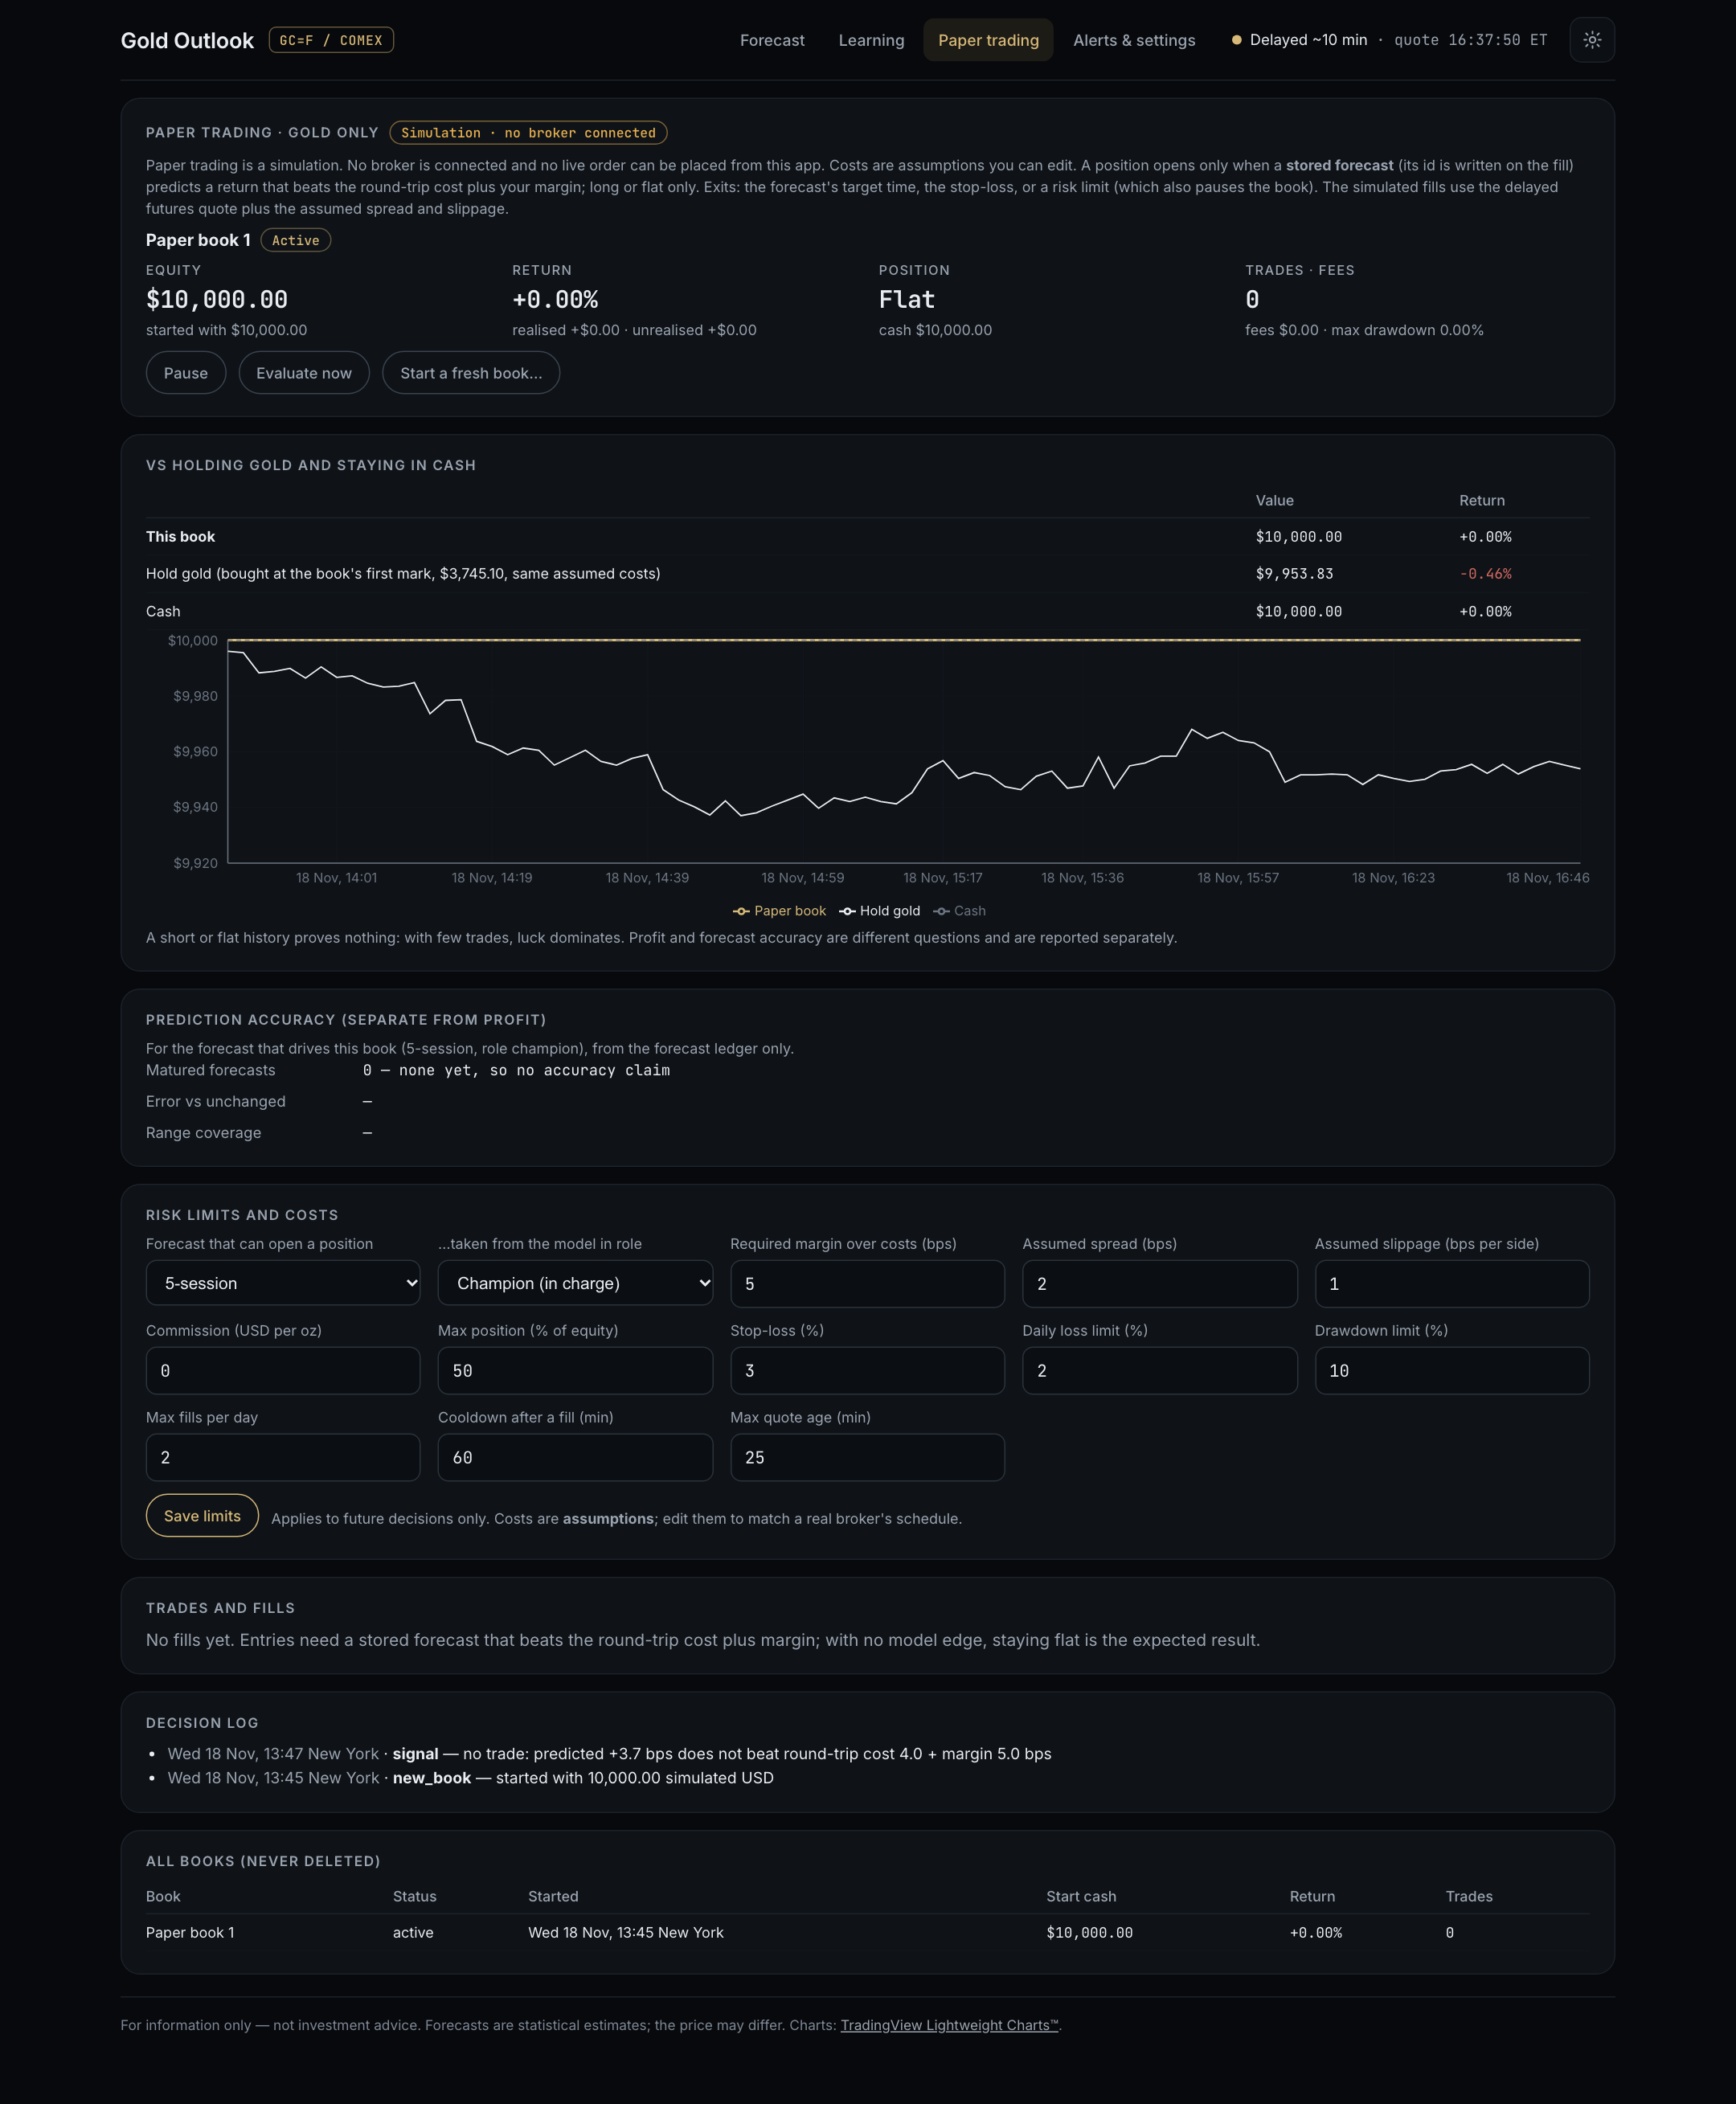 Gold Outlook GC=F / COMEX Forecast Learning Paper trading Alerts & settings Delayed ~10 min · quote 16:37:50 ET
PAPER TRADING · GOLD ONLY Simulation · no broker connected
Paper trading is a simulation. No broker is connected and no live order can be placed from this app. Costs are assumptions you can edit. A position opens only when a stored forecast (its id is written on the fill)
predicts a return that beats the round-trip cost plus your margin; long or flat only. Exits: the forecast's target time, the stop-loss, or a risk limit (which also pauses the book). The simulated fills use the delayed
futures quote plus the assumed spread and slippage.
Paper book 1 Active
EQUITY RETURN POSITION TRADES · FEES
$10,000.00 +0.00% Flat 0
started with $10,000.00 realised +$0.00 · unrealised +$0.00 cash $10,000.00 fees $0.00 · max drawdown 0.00%
Pause Evaluate now Start a fresh book...
VS HOLDING GOLD AND STAYING IN CASH
Value Return
This book $10,000.00 +0.00%
Hold gold (bought at the book's first mark, $3,745.10, same assumed costs) $9,953.83 -0.46%
Cash $10,000.00 +0.00%
$10,000
$9,980
$9,960
$9,940
$9,920
18 Nov, 14:01 18 Nov, 14:19 18 Nov, 14:39 18 Nov, 14:59 18 Nov, 15:17 18 Nov, 15:36 18 Nov, 15:57 18 Nov, 16:23 18 Nov, 16:46
Paper book Hold gold Cash
A short or flat history proves nothing: with few trades, luck dominates. Profit and forecast accuracy are different questions and are reported separately.
PREDICTION ACCURACY (SEPARATE FROM PROFIT)
For the forecast that drives this book (5-session, role champion), from the forecast ledger only.
Matured forecasts 0 — none yet, so no accuracy claim
Error vs unchanged —
Range coverage —
RISK LIMITS AND COSTS
Forecast that can open a position ...taken from the model in role Required margin over costs (bps) Assumed spread (bps) Assumed slippage (bps per side)
5-session Champion (in charge) 5 2 1
Commission (USD per oz) Max position (% of equity) Stop-loss (%) Daily loss limit (%) Drawdown limit (%)
0 50 3 2 10
Max fills per day Cooldown after a fill (min) Max quote age (min)
2 60 25
Save limits Applies to future decisions only. Costs are assumptions; edit them to match a real broker's schedule.
TRADES AND FILLS
No fills yet. Entries need a stored forecast that beats the round-trip cost plus margin; with no model edge, staying flat is the expected result.
DECISION LOG
• Wed 18 Nov, 13:47 New York · signal — no trade: predicted +3.7 bps does not beat round-trip cost 4.0 + margin 5.0 bps
• Wed 18 Nov, 13:45 New York · new_book — started with 10,000.00 simulated USD
ALL BOOKS (NEVER DELETED)
Book Status Started Start cash Return Trades
Paper book 1 active Wed 18 Nov, 13:45 New York $10,000.00 +0.00% 0
For information only — not investment advice. Forecasts are statistical estimates; the price may differ. Charts: TradingView Lightweight Charts™.